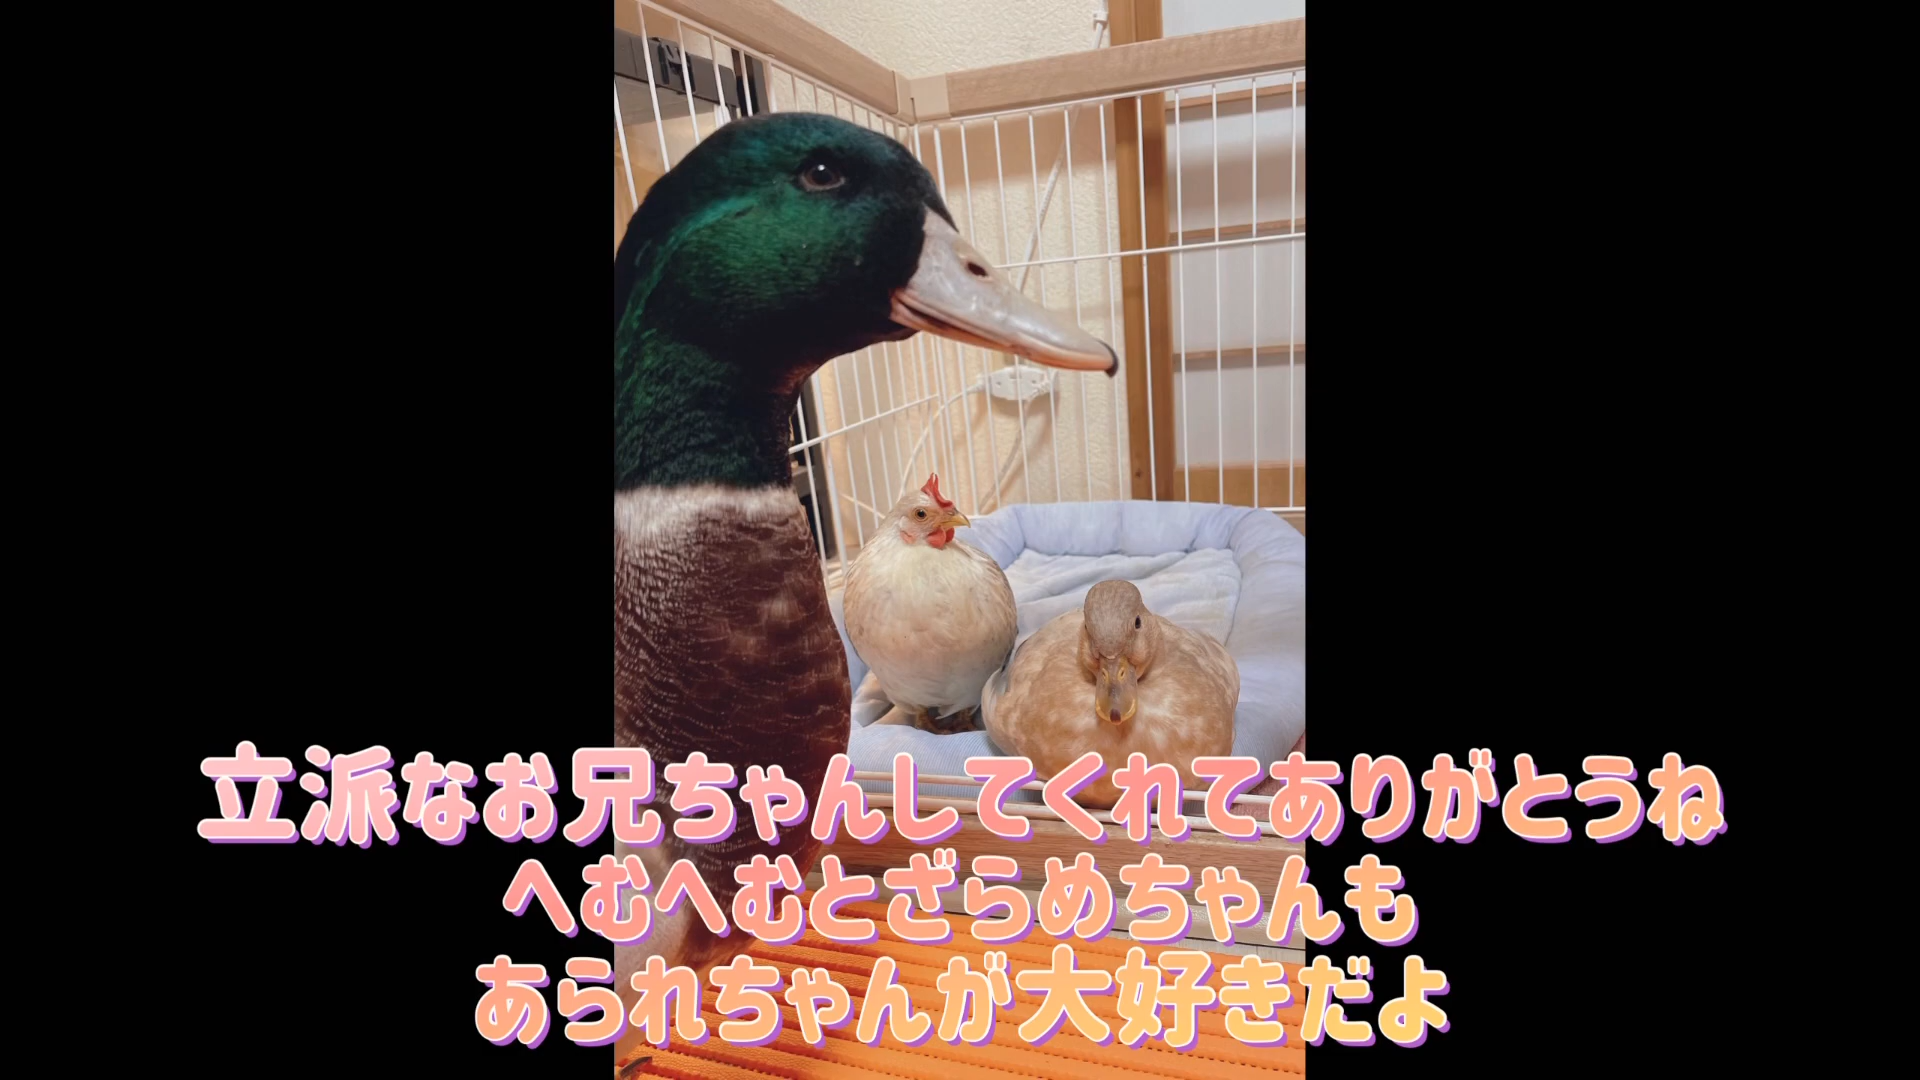 立派なお兄ちゃんしてくれてありがとうね
へむへむとざらめちゃんも
あられちゃんが大好きだよ